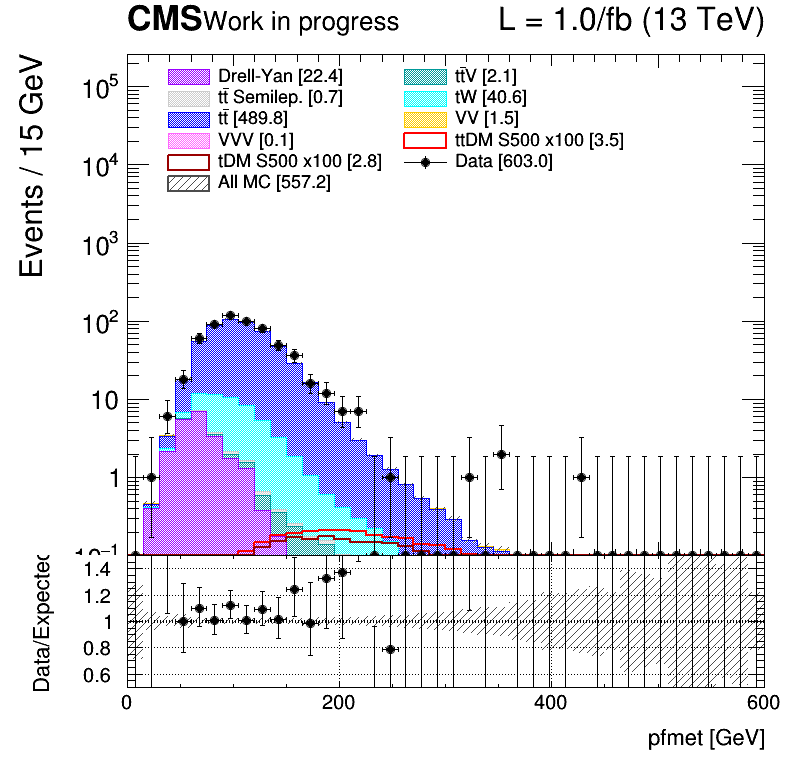 CMS Work in progress L = 1.0/fb (13 TeV)
Events / 15 GeV
Drell-Yan [22.4] tt̄V [2.1]
tt̄ Semilep. [0.7] tW [40.6]
tt̄ [489.8] VV [1.5]
VVV [0.1] ttDM S500 x100 [3.5]
tDM S500 x100 [2.8] Data [603.0]
All MC [557.2]
10⁵
10⁴
10³
10²
10
1
10⁻¹
Data/Expected
1.4
1.2
1
0.8
0.6
0 200 400 600
pfmet [GeV]